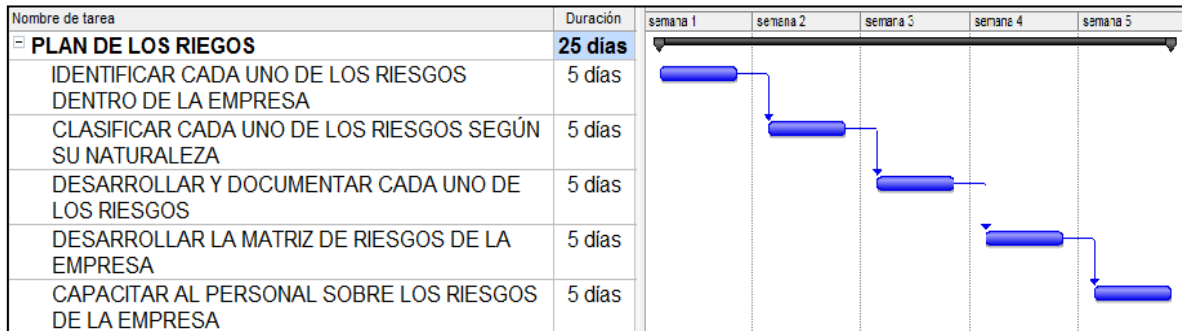 Nombre de tarea Duración semana 1 semana 2 semana 3 semana 4 semana 5
PLAN DE LOS RIEGOS 25 días
IDENTIFICAR CADA UNO DE LOS RIESGOS 5 días
DENTRO DE LA EMPRESA
CLASIFICAR CADA UNO DE LOS RIESGOS SEGÚN 5 días
SU NATURALEZA
DESARROLLAR Y DOCUMENTAR CADA UNO DE 5 días
LOS RIESGOS
DESARROLLAR LA MATRIZ DE RIESGOS DE LA 5 días
EMPRESA
CAPACITAR AL PERSONAL SOBRE LOS RIESGOS 5 días
DE LA EMPRESA